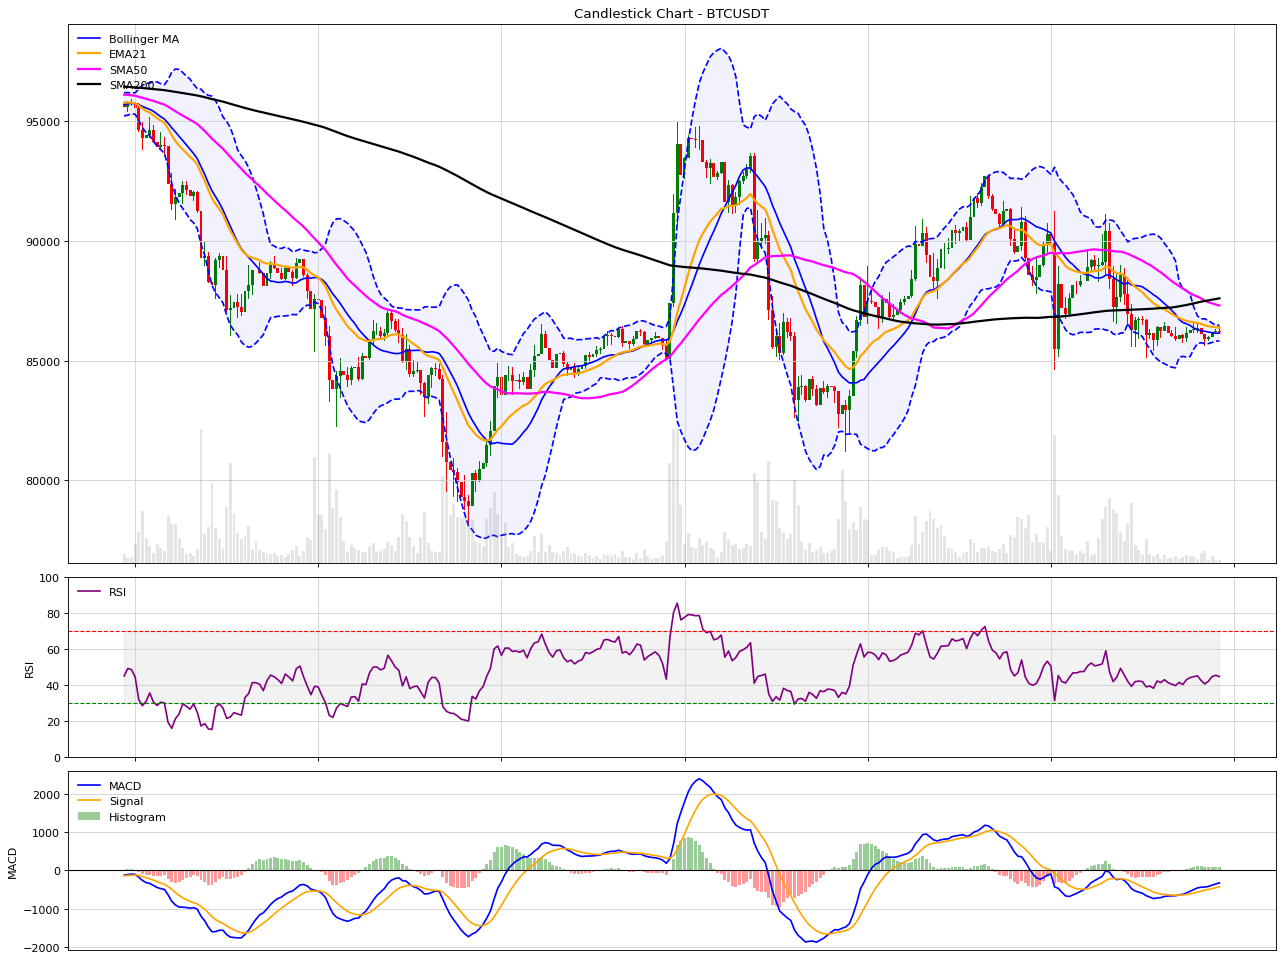 Candlestick Chart - BTCUSDT
Bollinger MA
EMA21
SMA50
SMA200
95000
90000
85000
80000
100
80
60
40
20
0
RSI
RSI
2000
1000
0
−1000
−2000
MACD
MACD
Signal
Histogram